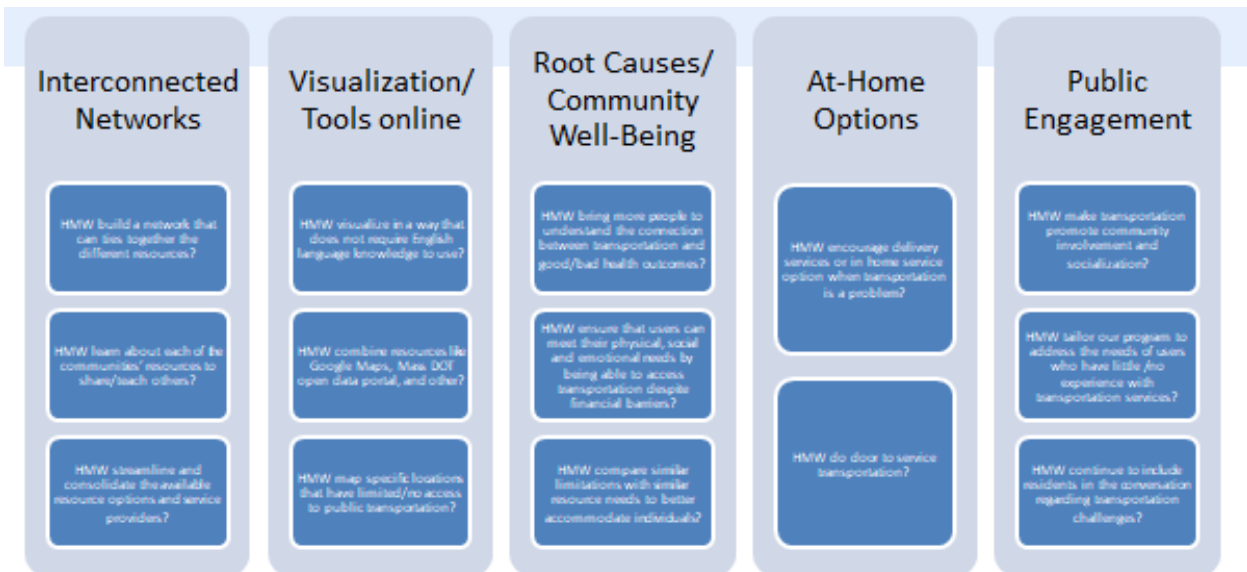 Interconnected
Networks
HMW build a network that
can ties together the
different resources?
HMW learn about each of the
communities' resources to
share/teach others?
HMW streamline and
consolidate the available
resource options and service
providers?
Visualization/
Tools online
HMW visualize in a way that
does not require English
language knowledge to use?
HMW combine resources like
Google Maps, Mass DOT
open data portal, and other?
HMW map specific locations
that have limited/no access
to public transportation?
Root Causes/
Community
Well-Being
HMW bring more people to
understand the connection
between transportation and
good/bad health outcomes?
HMW ensure that users can
meet their physical, social
and emotional needs by
being able to access
transportation despite
financial barriers?
HMW compare similar
limitations with similar
resource needs to better
accommodate individuals?
At-Home
Options
HMW encourage delivery
services or in home service
option when transportation
is a problem?
HMW do door to service
transportation?
Public
Engagement
HMW make transportation
promote community
involvement and
socialization?
HMW tailor our program to
address the needs of users
who have little /no
experience with
transportation services?
HMW continue to include
residents in the conversation
regarding transportation
challenges?